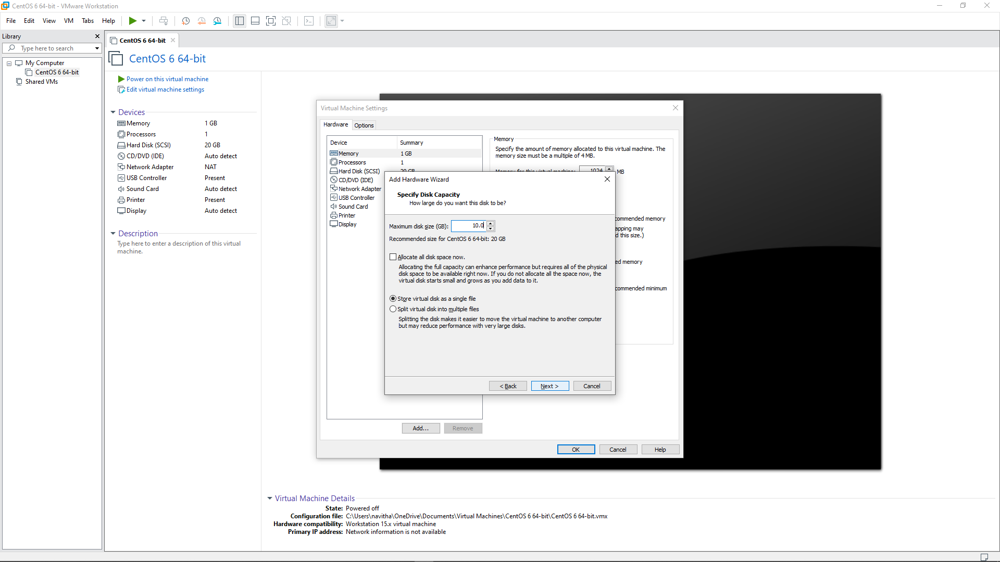 CentOS 6 64-bit - VMware Workstation
File Edit View VM Tabs Help
Library
Type here to search
My Computer
CentOS 6 64-bit
Shared VMs
CentOS 6 64-bit
CentOS 6 64-bit
Power on this virtual machine
Edit virtual machine settings
Devices
Memory 1 GB
Processors 1
Hard Disk (SCSI) 20 GB
CD/DVD (IDE) Auto detect
Network Adapter NAT
USB Controller Present
Sound Card Auto detect
Printer Present
Display Auto detect
Description
Type here to enter a description of this virtual
machine.
Virtual Machine Settings
Hardware Options
Device Summary
Memory 1 GB
Processors 1
Hard Disk (SCSI) 20 GB
CD/DVD (IDE)
Network Adapter
USB Controller
Sound Card
Printer
Display
Add... Remove
Memory
Specify the amount of memory allocated to this virtual machine. The
memory size must be a multiple of 4 MB.
Memory for this virtual machine: 1024 MB
commended memory
apping may
d this size.)
ed memory
commended minimum
Add Hardware Wizard
Specify Disk Capacity
How large do you want this disk to be?
Maximum disk size (GB): 10.0
Recommended size for CentOS 6 64-bit: 20 GB
Allocate all disk space now.
Allocating the full capacity can enhance performance but requires all of the physical
disk space to be available right now. If you do not allocate all the space now, the
virtual disk starts small and grows as you add data to it.
Store virtual disk as a single file
Split virtual disk into multiple files
Splitting the disk makes it easier to move the virtual machine to another computer
but may reduce performance with very large disks.
< Back Next > Cancel
OK Cancel Help
Virtual Machine Details
State: Powered off
Configuration file: C:\Users\navitha\OneDrive\Documents\Virtual Machines\CentOS 6 64-bit\CentOS 6 64-bit.vmx
Hardware compatibility: Workstation 15.x virtual machine
Primary IP address: Network information is not available